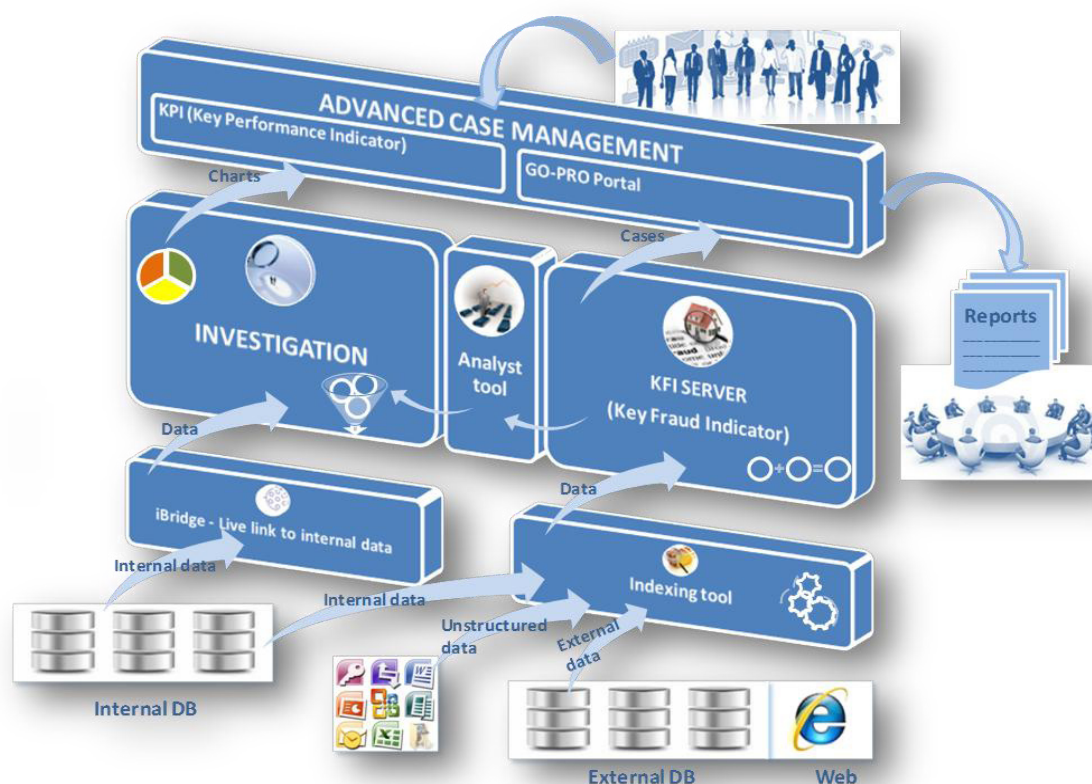 ADVANCED CASE MANAGEMENT
KPI (Key Performance Indicator)
GO-PRO Portal
Charts
Cases
Reports
INVESTIGATION
Analyst
tool
KFI SERVER
(Key Fraud Indicator)
Data
Data
iBridge - Live link to internal data
Indexing tool
Internal data
Internal data
Unstructured
data
External
data
Internal DB
External DB
Web